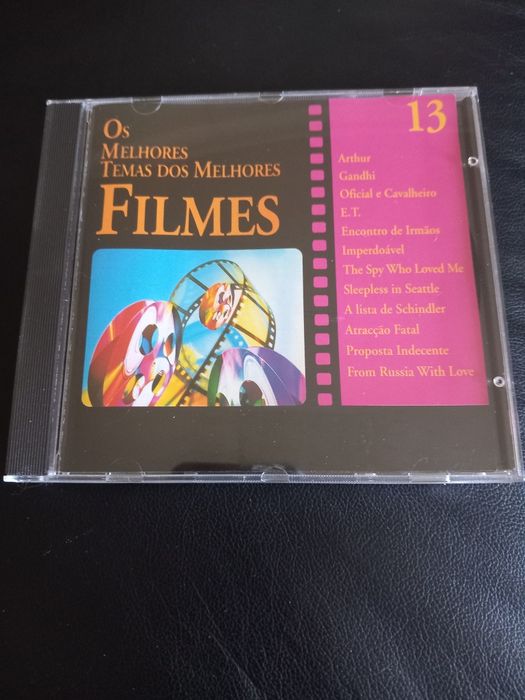 Os
Melhores
Temas dos Melhores
Filmes
13
Arthur
Gandhi
Oficial e Cavalheiro
E.T.
Encontro de Irmãos
Imperdoável
The Spy Who Loved Me
Sleepless in Seattle
A lista de Schindler
Atracção Fatal
Proposta Indecente
From Russia With Love